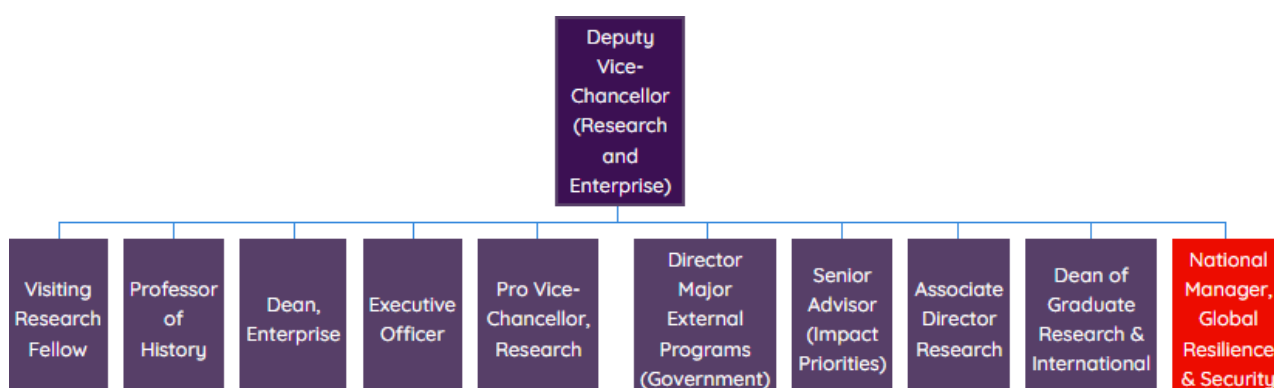 Deputy
Vice-
Chancellor
(Research
and
Enterprise)
Visiting
Research
Fellow
Professor
of
History
Dean,
Enterprise
Executive
Officer
Pro Vice-
Chancellor,
Research
Director
Major
External
Programs
(Government)
Senior
Advisor
(Impact
Priorities)
Associate
Director
Research
Dean of
Graduate
Research &
International
National
Manager,
Global
Resilience
& Security